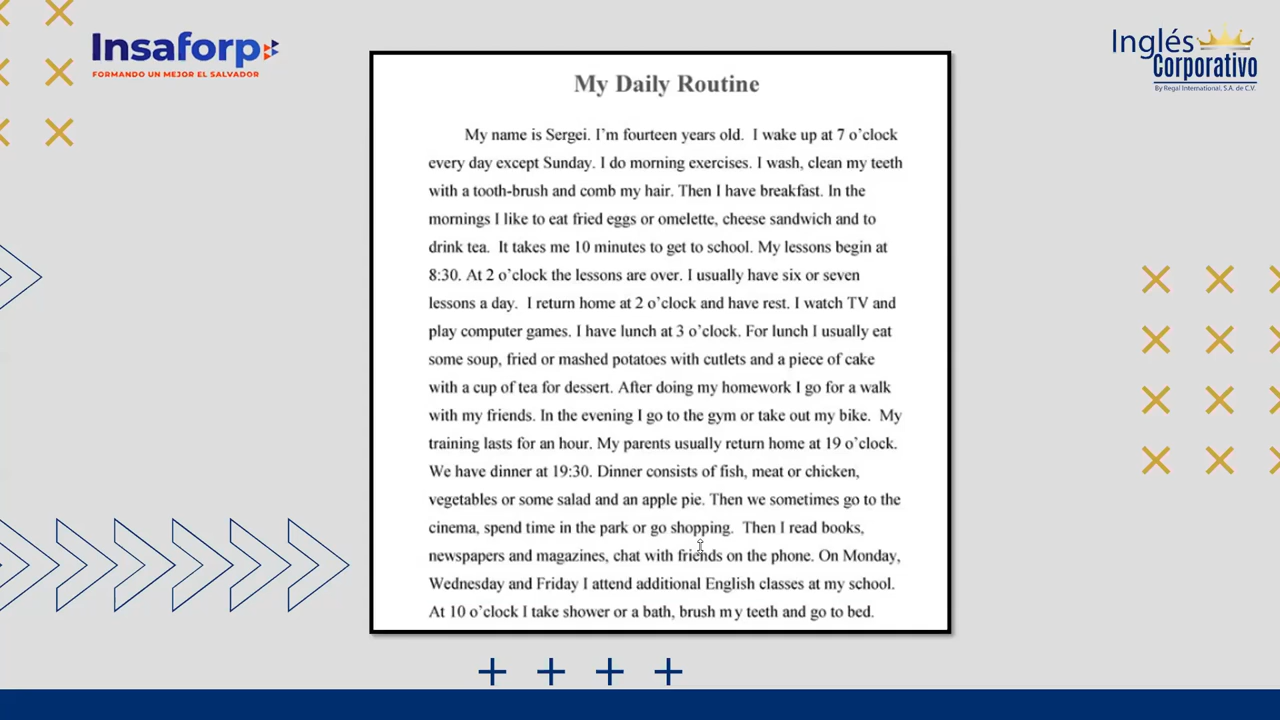 Insaforp
FORMANDO UN MEJOR EL SALVADOR
Inglés
Corporativo
By Regal International, S.A. de C.V.
My Daily Routine
My name is Sergei. I'm fourteen years old. I wake up at 7 o'clock
every day except Sunday. I do morning exercises. I wash, clean my teeth
with a tooth-brush and comb my hair. Then I have breakfast. In the
mornings I like to eat fried eggs or omelette, cheese sandwich and to
drink tea. It takes me 10 minutes to get to school. My lessons begin at
8:30. At 2 o'clock the lessons are over. I usually have six or seven
lessons a day. I return home at 2 o'clock and have rest. I watch TV and
play computer games. I have lunch at 3 o'clock. For lunch I usually eat
some soup, fried or mashed potatoes with cutlets and a piece of cake
with a cup of tea for dessert. After doing my homework I go for a walk
with my friends. In the evening I go to the gym or take out my bike. My
training lasts for an hour. My parents usually return home at 19 o'clock.
We have dinner at 19:30. Dinner consists of fish, meat or chicken,
vegetables or some salad and an apple pie. Then we sometimes go to the
cinema, spend time in the park or go shopping. Then I read books,
newspapers and magazines, chat with friends on the phone. On Monday,
Wednesday and Friday I attend additional English classes at my school.
At 10 o'clock I take shower or a bath, brush my teeth and go to bed.